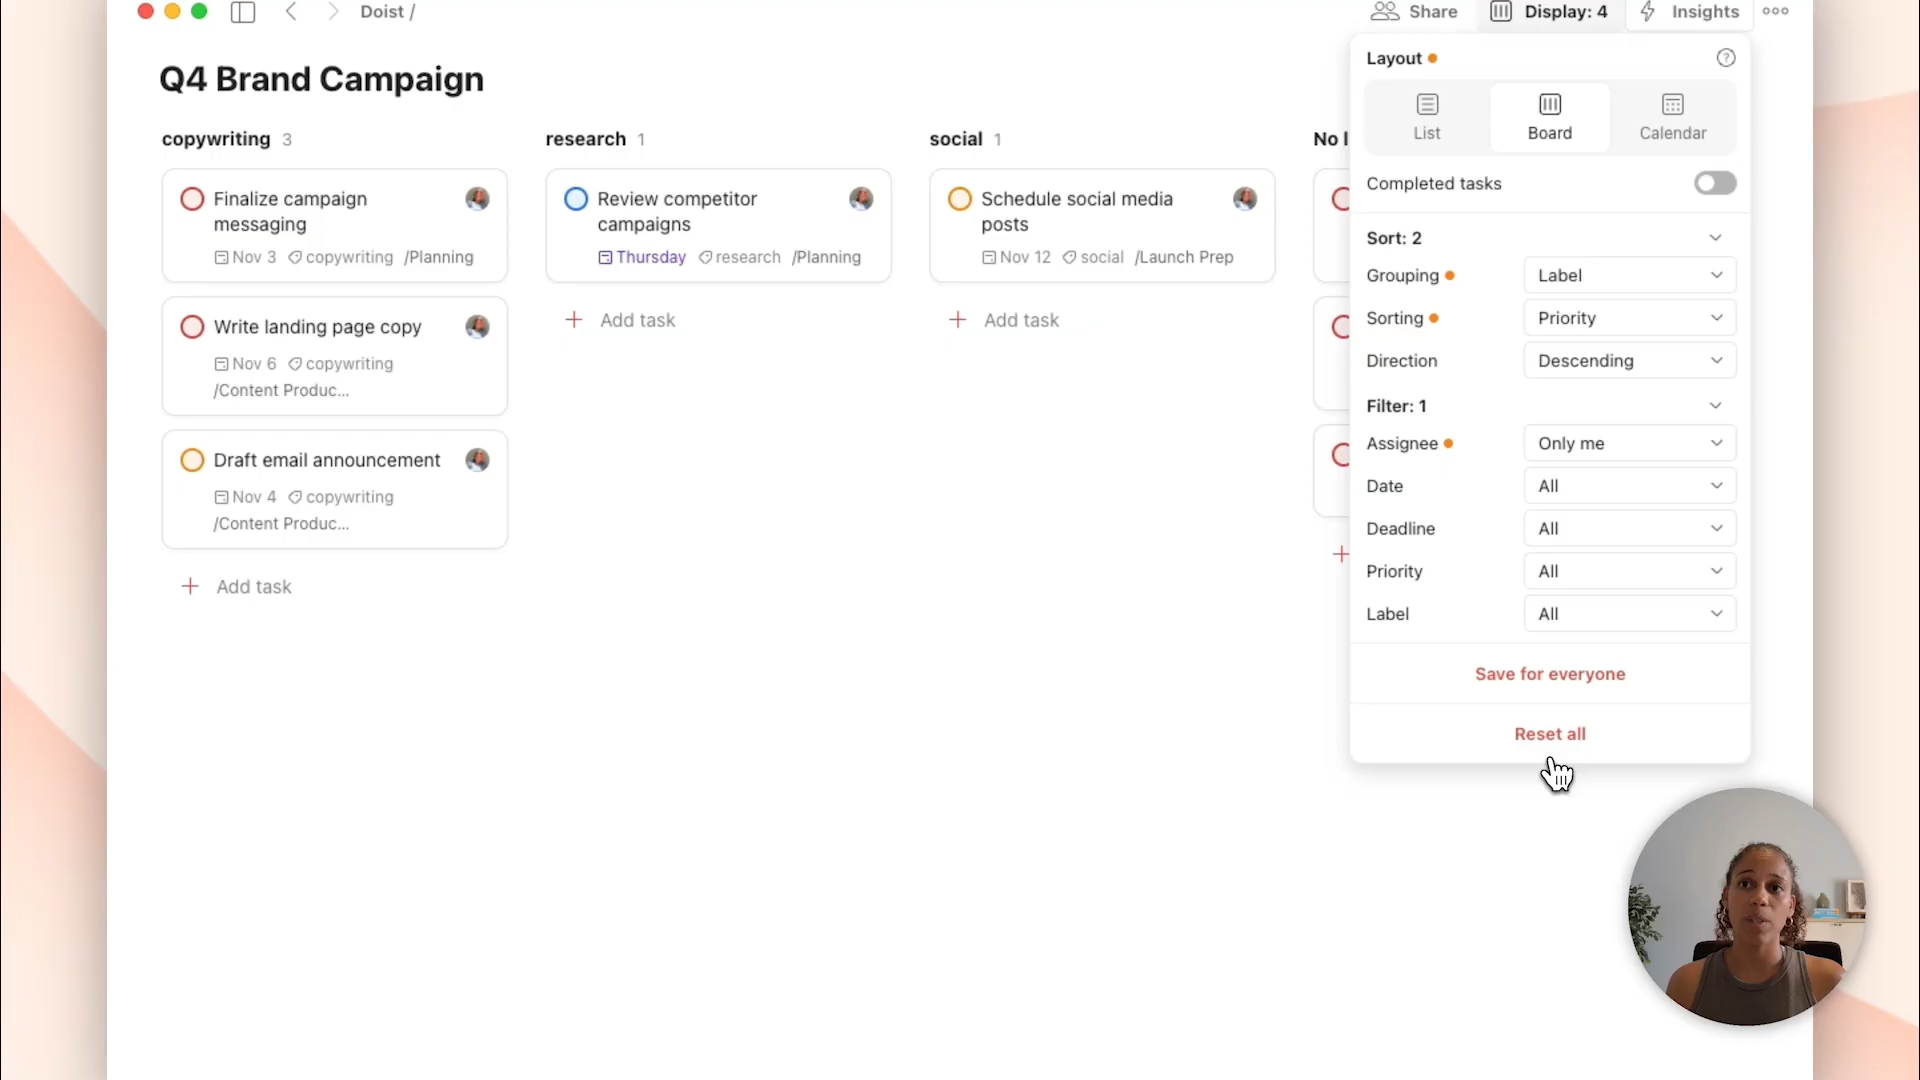 Doist /
Share
Display: 4
Insights
Q4 Brand Campaign
copywriting 3
Finalize campaign
messaging
Nov 3 copywriting /Planning
Write landing page copy
Nov 6 copywriting
/Content Produc...
Draft email announcement
Nov 4 copywriting
/Content Produc...
+ Add task
research 1
Review competitor
campaigns
Thursday research /Planning
+ Add task
social 1
Schedule social media
posts
Nov 12 social /Launch Prep
+ Add task
No l
+
Layout
?
List
Board
Calendar
Completed tasks
Sort: 2
Grouping Label
Sorting Priority
Direction Descending
Filter: 1
Assignee Only me
Date All
Deadline All
Priority All
Label All
Save for everyone
Reset all